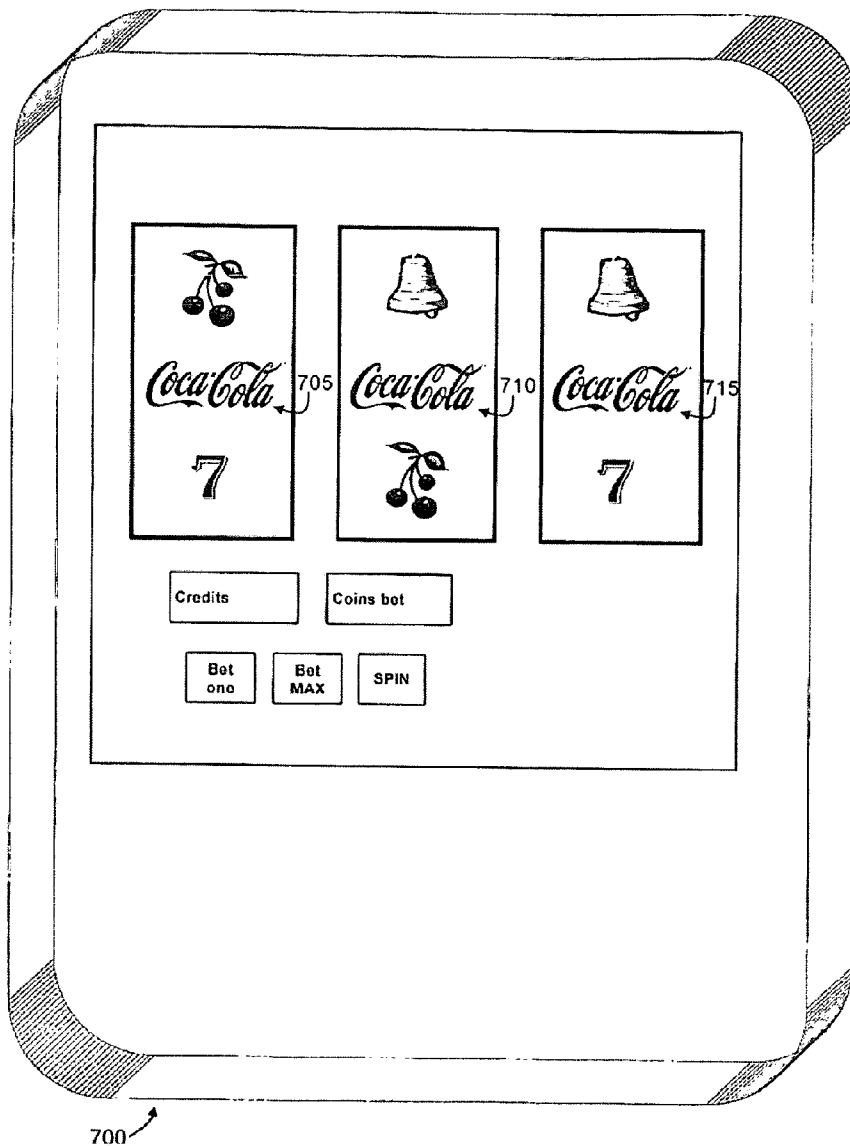 Coca-Cola 705 Coca-Cola 710 Coca-Cola 715
7 7
Credits Coins bet
Bet one Bet MAX SPIN
700